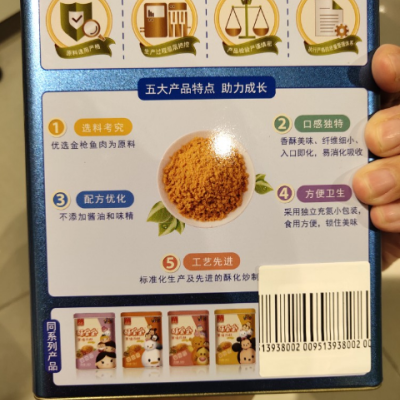 五大产品特点 助力成长
1 选料考究
优选金枪鱼肉为原料
2 口感独特
香酥美味、纤维细小、
入口即化，易消化吸收
3 配方优化
不添加酱油和味精
4 方便卫生
采用独立充氮小包装，
食用方便，锁住美味
5 工艺先进
标准化生产及先进的酥化炒制
同系列产品
513938002 009513938002 00